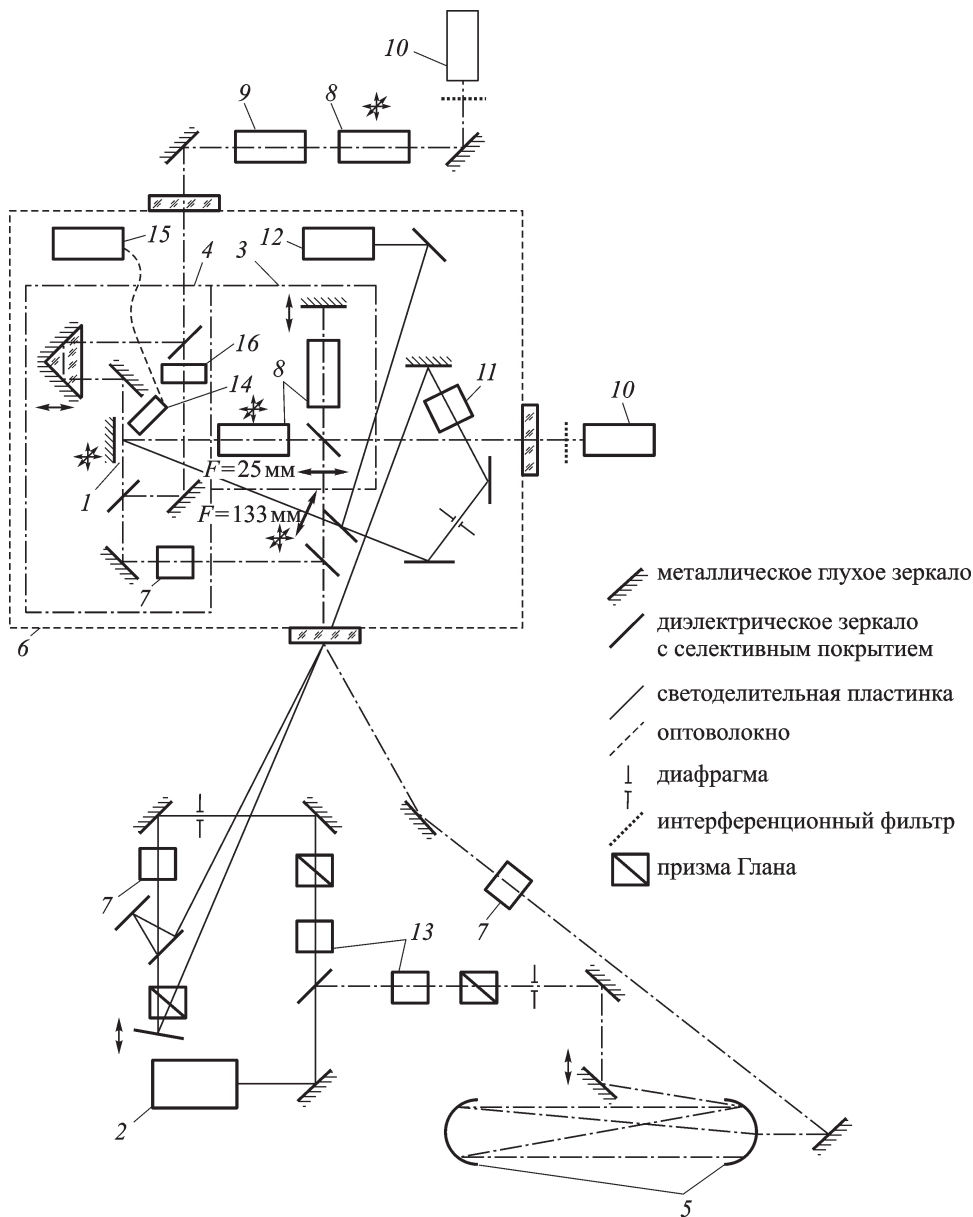 10
9
8
15
4
12
3
16
14
8
11
10
F=25 мм
1
F=133 мм
7
6
металлическое глухое зеркало
диэлектрическое зеркало
с селективным покрытием
светоделительная пластинка
оптоволокно
диафрагма
интерференционный фильтр
призма Глана
7
7
13
2
5